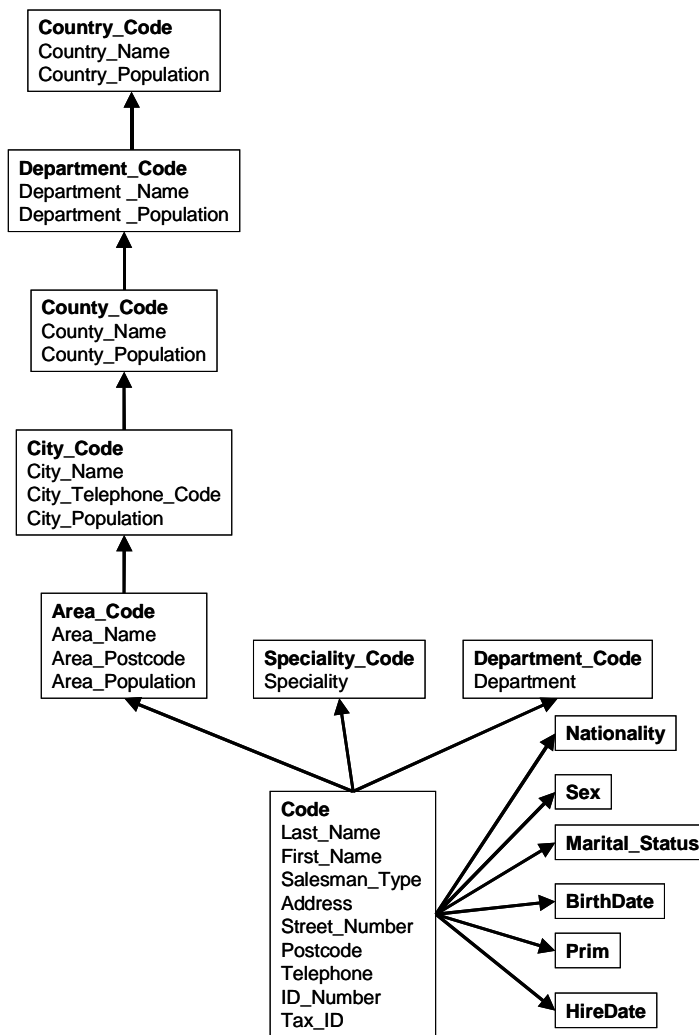 Country_Code
Country_Name
Country_Population
Department_Code
Department _Name
Department _Population
County_Code
County_Name
County_Population
City_Code
City_Name
City_Telephone_Code
City_Population
Area_Code
Area_Name
Area_Postcode
Area_Population
Speciality_Code
Speciality
Department_Code
Department
Nationality
Sex
Marital_Status
BirthDate
Prim
HireDate
Code
Last_Name
First_Name
Salesman_Type
Address
Street_Number
Postcode
Telephone
ID_Number
Tax_ID